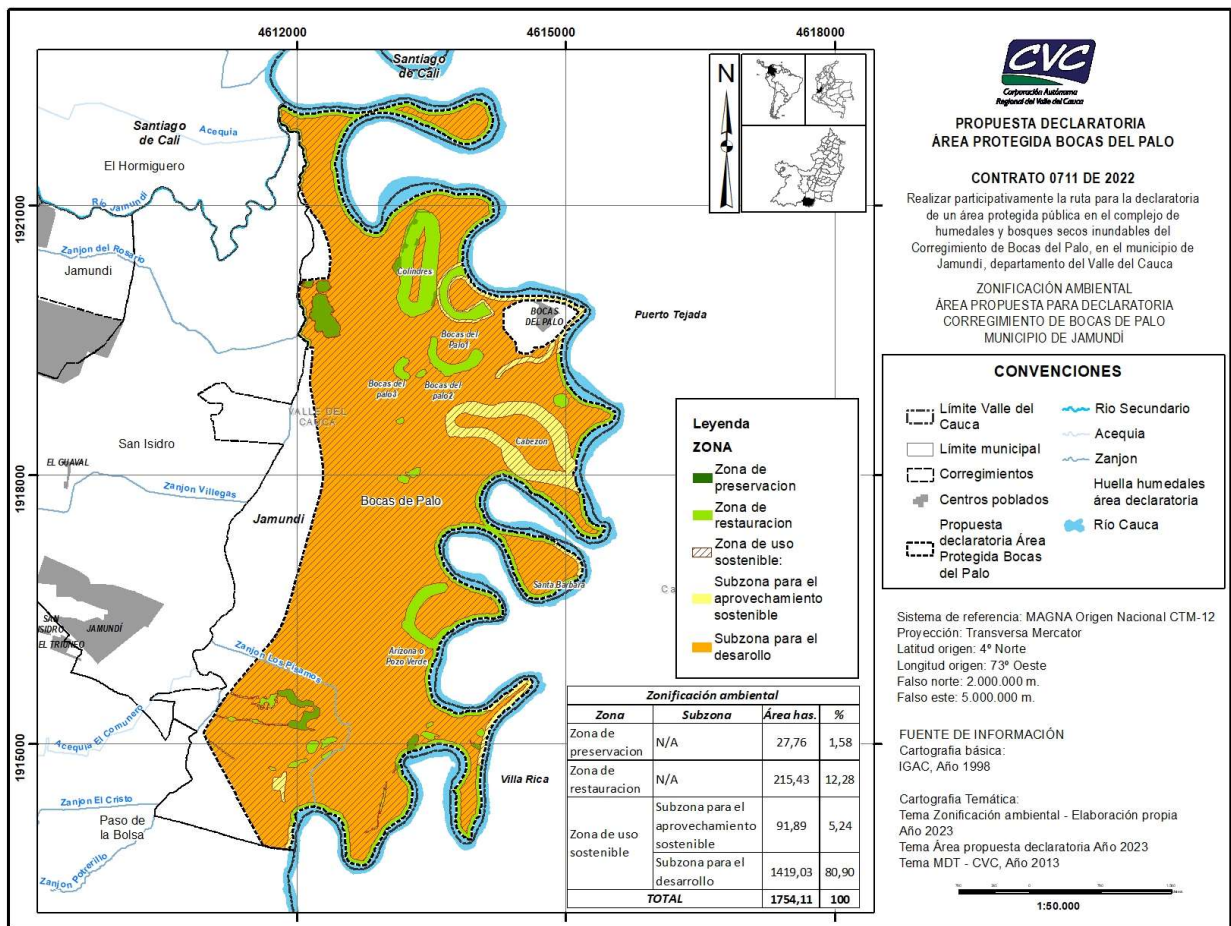 4612000
4615000
4618000
1921000
1918000
1915000
Santiago
de Cali
Santiago
de Cali
Acequia
El Hormiguero
Río Jamundi
Zanjon del Rosario
Jamundi
Colindres
BOCAS
DEL PALO
Puerto Tejada
Bocas del
Palo1
Bocas del
palo3
Bocas del
palo2
VALLE DEL
CAUCA
San Isidro
Cabezon
EL GUAVAL
Zanjon Villegas
Jamundi
Bocas de Palo
Santa Barbara
Ca
SAN
ISIDRO
JAMUNDÍ
EL TRIUNFO
Arizona o
Pozo Verde
Zanjon Los Pisamos
Acequia El Comunero
Villa Rica
Zanjon El Cristo
Paso de
la Bolsa
Zanjon Potrerillo
N
Leyenda
ZONA
Zona de
preservacion
Zona de
restauracion
Zona de uso
sostenible:
Subzona para el
aprovechamiento
sostenible
Subzona para el
desarollo
Zonificación ambiental
Zona Subzona Área has. %
Zona de
preservacion N/A 27,76 1,58
Zona de
restauracion N/A 215,43 12,28
Zona de uso
sostenible
Subzona para el
aprovechamiento
sostenible 91,89 5,24
Subzona para el
desarrollo 1419,03 80,90
TOTAL 1754,11 100
CVC
Corporación Autónoma
Regional del Valle del Cauca
PROPUESTA DECLARATORIA
ÁREA PROTEGIDA BOCAS DEL PALO
CONTRATO 0711 DE 2022
Realizar participativamente la ruta para la declaratoria
de un área protegida pública en el complejo de
humedales y bosques secos inundables del
Corregimiento de Bocas del Palo, en el municipio de
Jamundi, departamento del Valle del Cauca
ZONIFICACIÓN AMBIENTAL
ÁREA PROPUESTA PARA DECLARATORIA
CORREGIMIENTO DE BOCAS DE PALO
MUNICIPIO DE JAMUNDÍ
CONVENCIONES
Límite Valle del
Cauca
Límite municipal
Corregimientos
Centros poblados
Propuesta
declaratoria Área
Protegida Bocas
del Palo
Rio Secundario
Acequia
Zanjon
Huella humedales
área declaratoria
Río Cauca
Sistema de referencia: MAGNA Origen Nacional CTM-12
Proyección: Transversa Mercator
Latitud origen: 4º Norte
Longitud origen: 73º Oeste
Falso norte: 2.000.000 m.
Falso este: 5.000.000 m.
FUENTE DE INFORMACIÓN
Cartografia básica:
IGAC, Año 1998
Cartografia Temática:
Tema Zonificación ambiental - Elaboración propia
Año 2023
Tema Área propuesta declaratoria Año 2023
Tema MDT - CVC, Año 2013
1:50.000